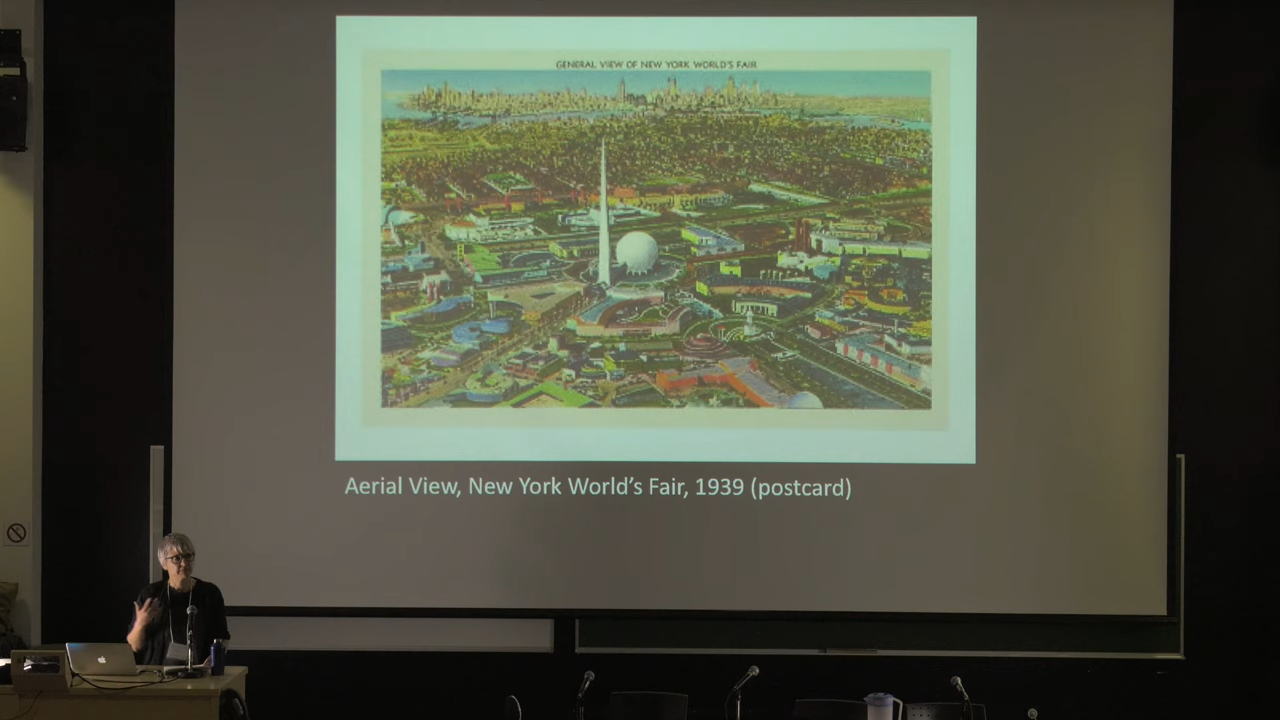 GENERAL VIEW OF NEW YORK WORLD'S FAIR
Aerial View, New York World's Fair, 1939 (postcard)